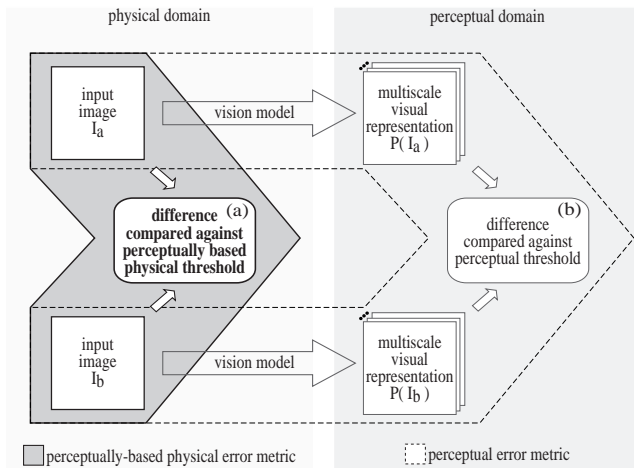 physical domain
perceptual domain
input
image
Ia
vision model
multiscale
visual
representation
P( Ia )
(a)
difference
compared against
perceptually based
physical threshold
(b)
difference
compared against
perceptual threshold
input
image
Ib
vision model
multiscale
visual
representation
P( Ib )
perceptually-based physical error metric
perceptual error metric